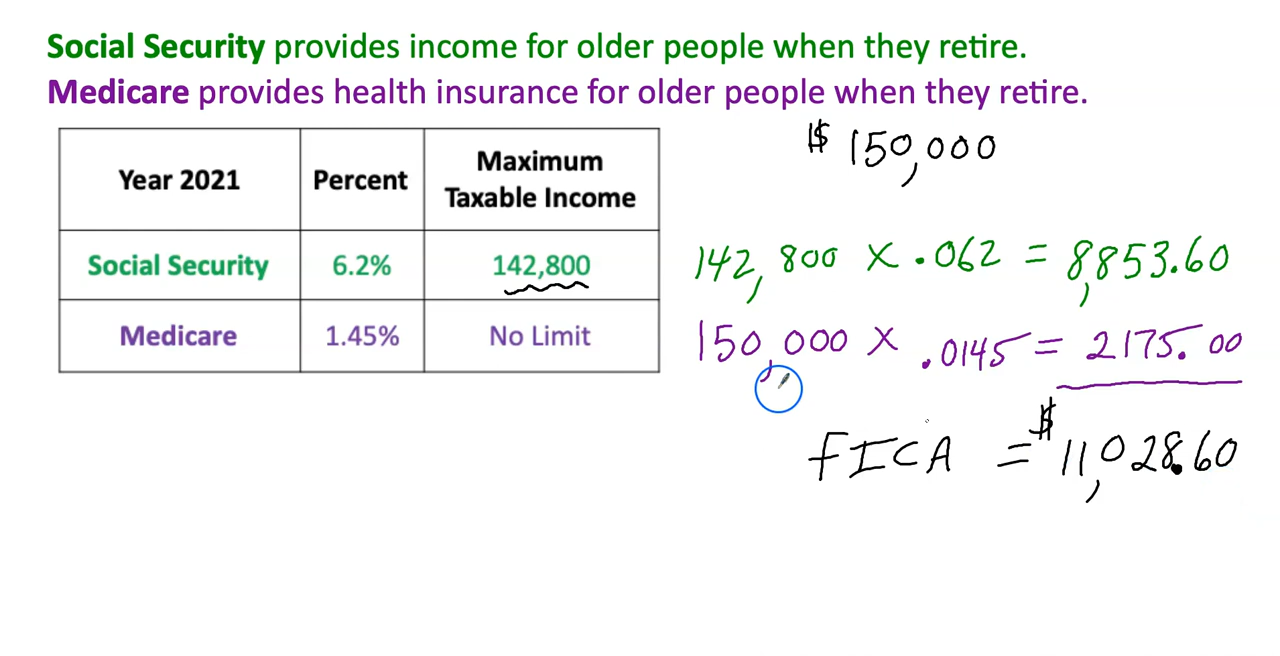 Social Security provides income for older people when they retire.
Medicare provides health insurance for older people when they retire.
Year 2021 Percent Maximum Taxable Income
Social Security 6.2% 142,800
Medicare 1.45% No Limit
$ 150,000
142,800 x .062 = 8,853.60
150,000 x .0145 = 2175.00
FICA = $11,028.60